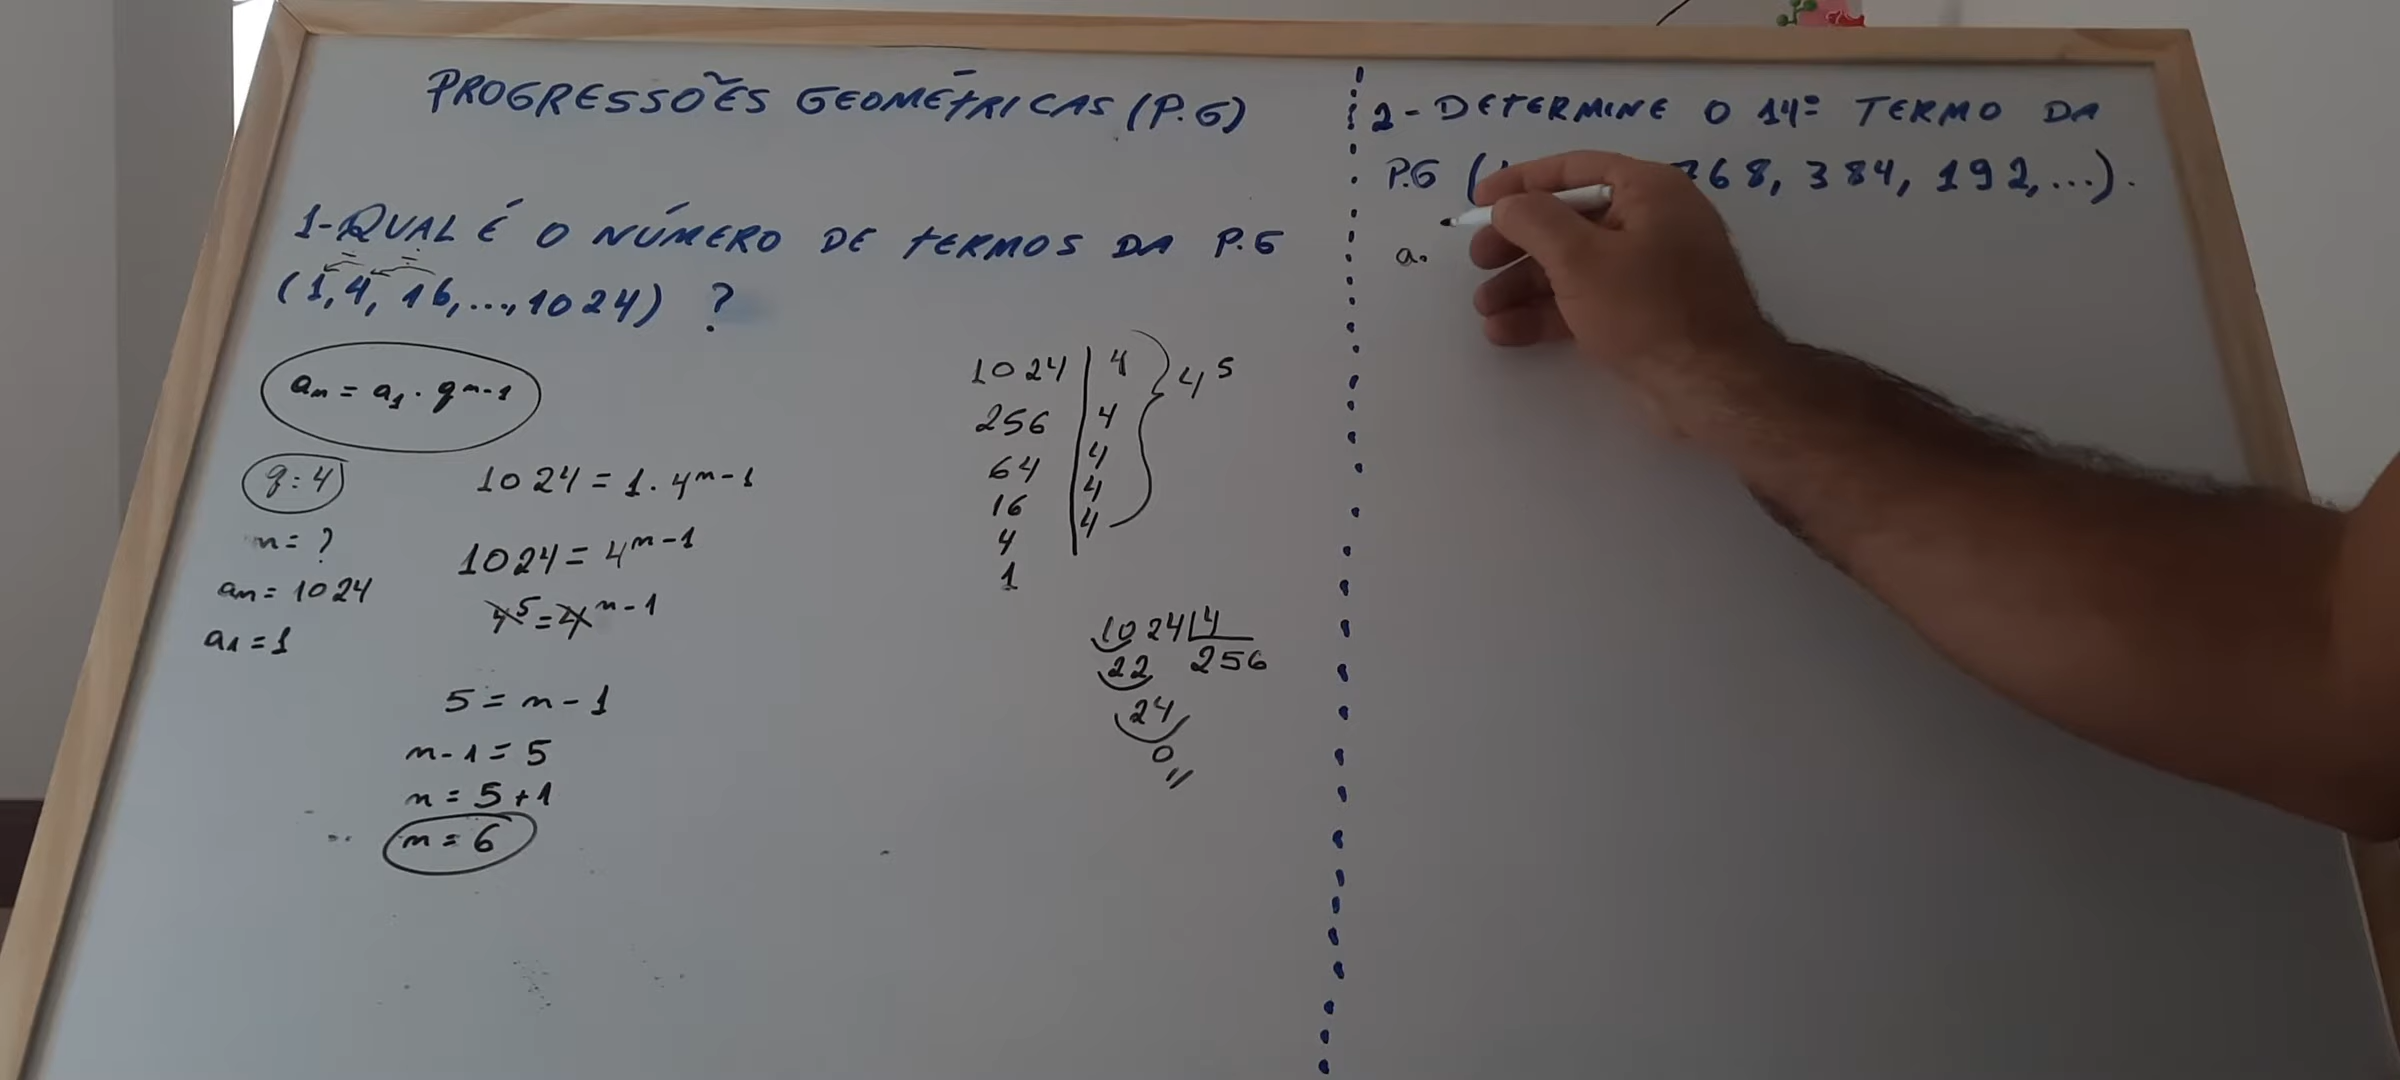 PROGRESSÕES GEOMÉTRICAS (P.G)
1-QUAL É O NÚMERO DE TERMOS DA P.G
(1, 4, 16, ..., 1024) ?
an = a1 . q^n-1
q = 4
n = ?
an = 1024
a1 = 1
1024 = 1 . 4^n-1
1024 = 4^n-1
4^5 = 4^n-1
5 = n - 1
n - 1 = 5
n = 5 + 1
n = 6
1024 | 4
256 | 4
64 | 4
16 | 4
4 | 4
1
4^5
1024 | 4
22 256
24
0
2 - DETERMINE O 14º TERMO DA
P.G ( 768, 384, 192, ...).
a